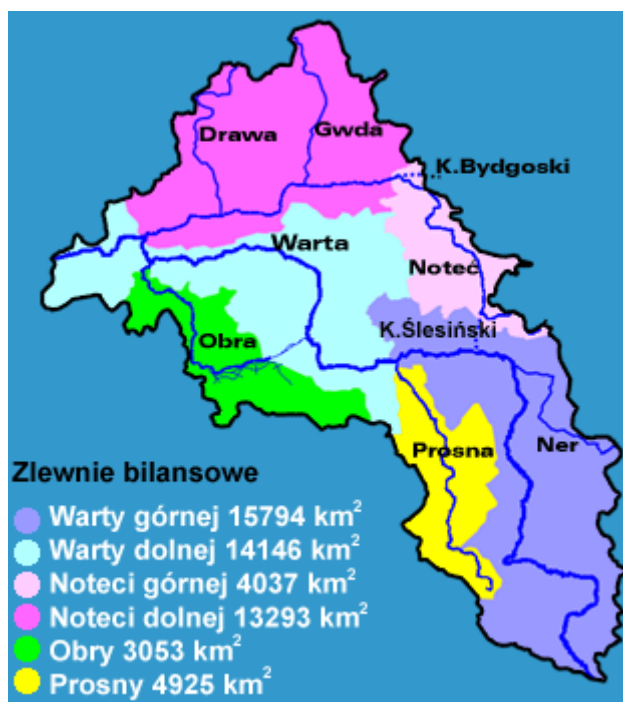 Drawa
Gwda
K.Bydgoski
Warta
Noteć
K.Ślesiński
Obra
Prosna
Ner
Zlewnie bilansowe
Warty górnej 15794 km²
Warty dolnej 14146 km²
Noteci górnej 4037 km²
Noteci dolnej 13293 km²
Obry 3053 km²
Prosny 4925 km²